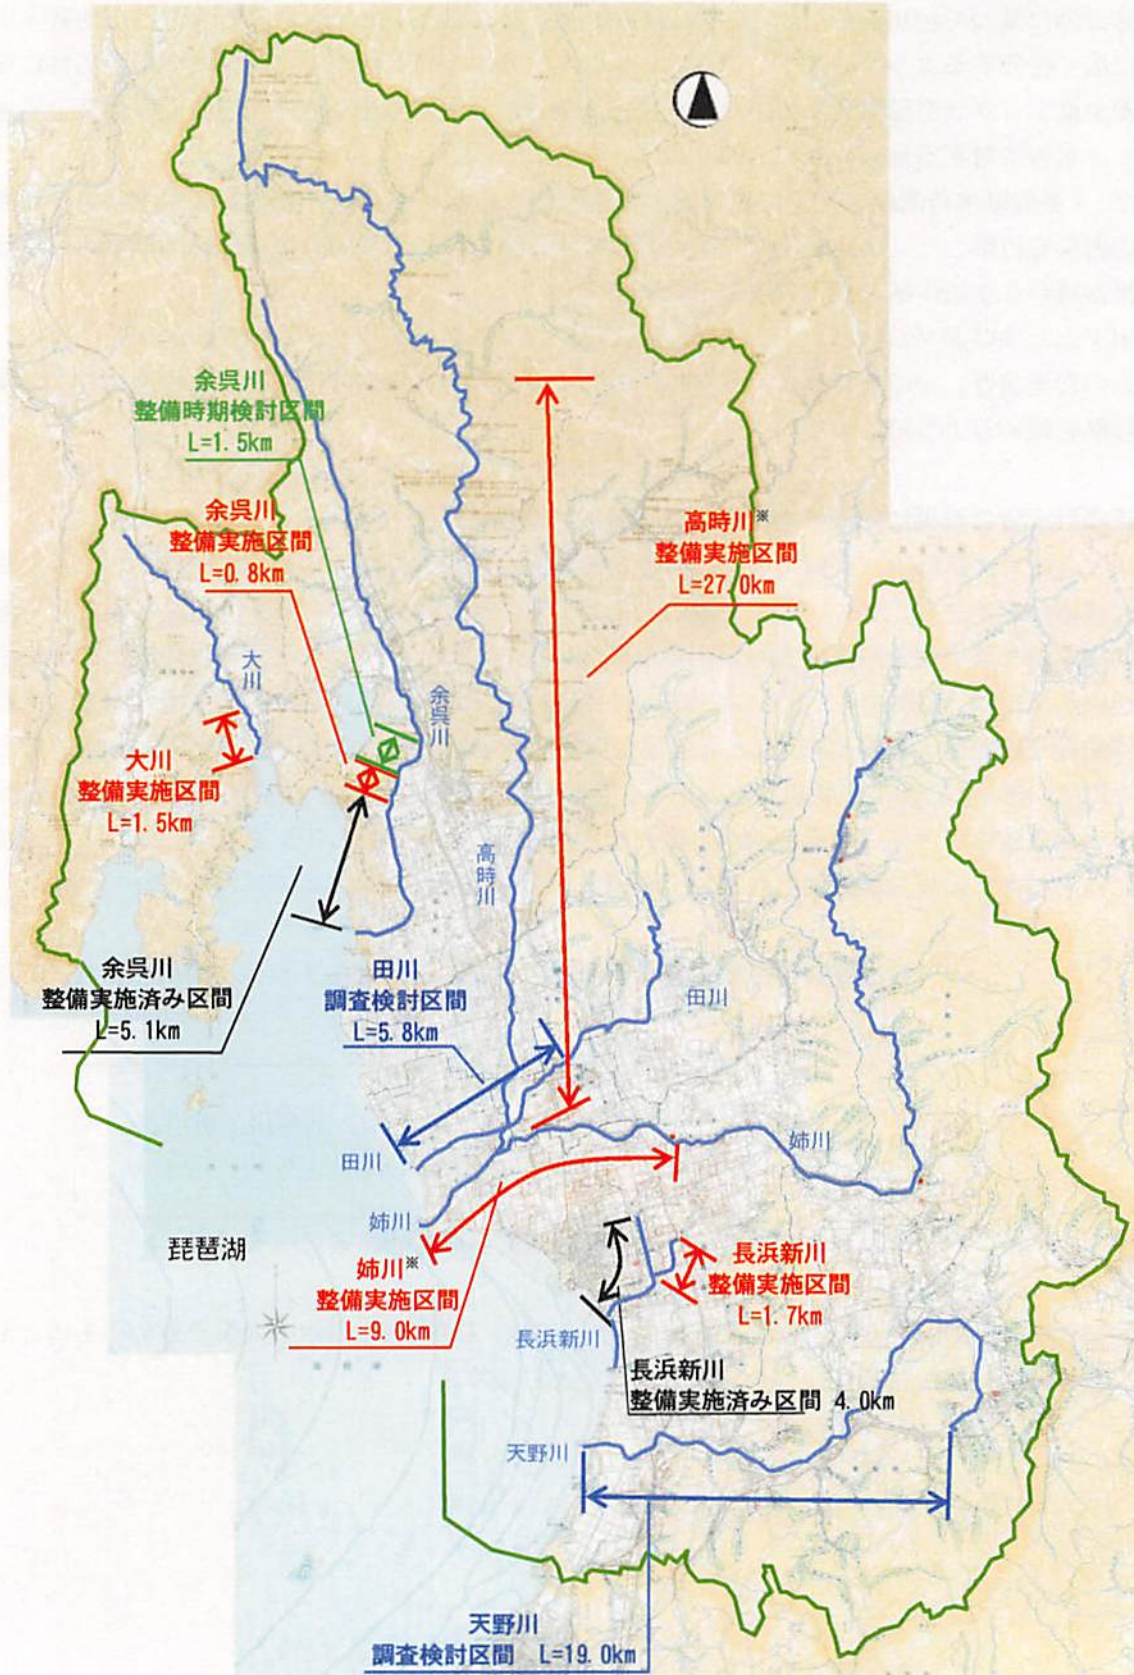 余呉川
整備時期検討区間
L=1.5km
余呉川
整備実施区間
L=0.8km
高時川※
整備実施区間
L=27.0km
大川
余呉川
大川
整備実施区間
L=1.5km
高時川
余呉川
整備実施済み区間
L=5.1km
田川
調査検討区間
L=5.8km
田川
田川
姉川
姉川
琵琶湖
姉川※
整備実施区間
L=9.0km
長浜新川
整備実施区間
L=1.7km
長浜新川
長浜新川
整備実施済み区間 4.0km
天野川
天野川
調査検討区間 L=19.0km